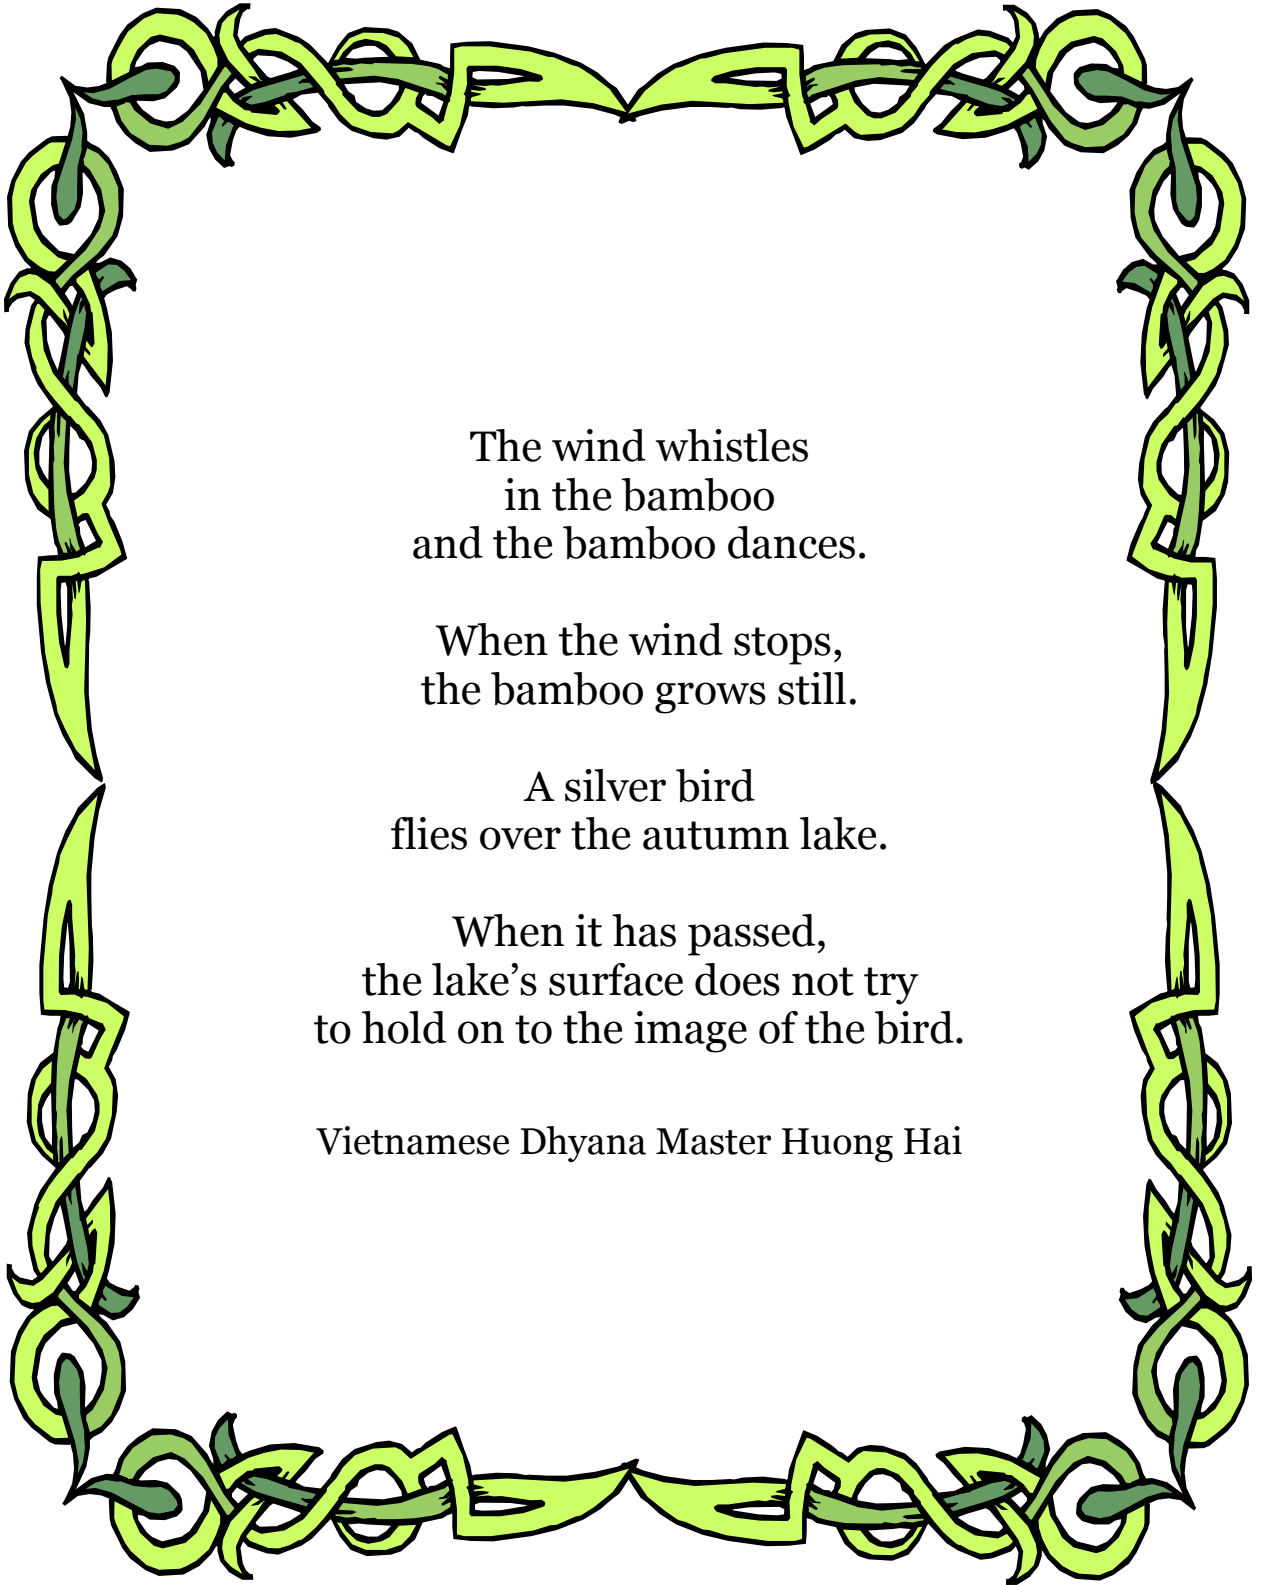 The wind whistles
in the bamboo
and the bamboo dances.
When the wind stops,
the bamboo grows still.
A silver bird
flies over the autumn lake.
When it has passed,
the lake’s surface does not try
to hold on to the image of the bird.
Vietnamese Dhyana Master Huong Hai